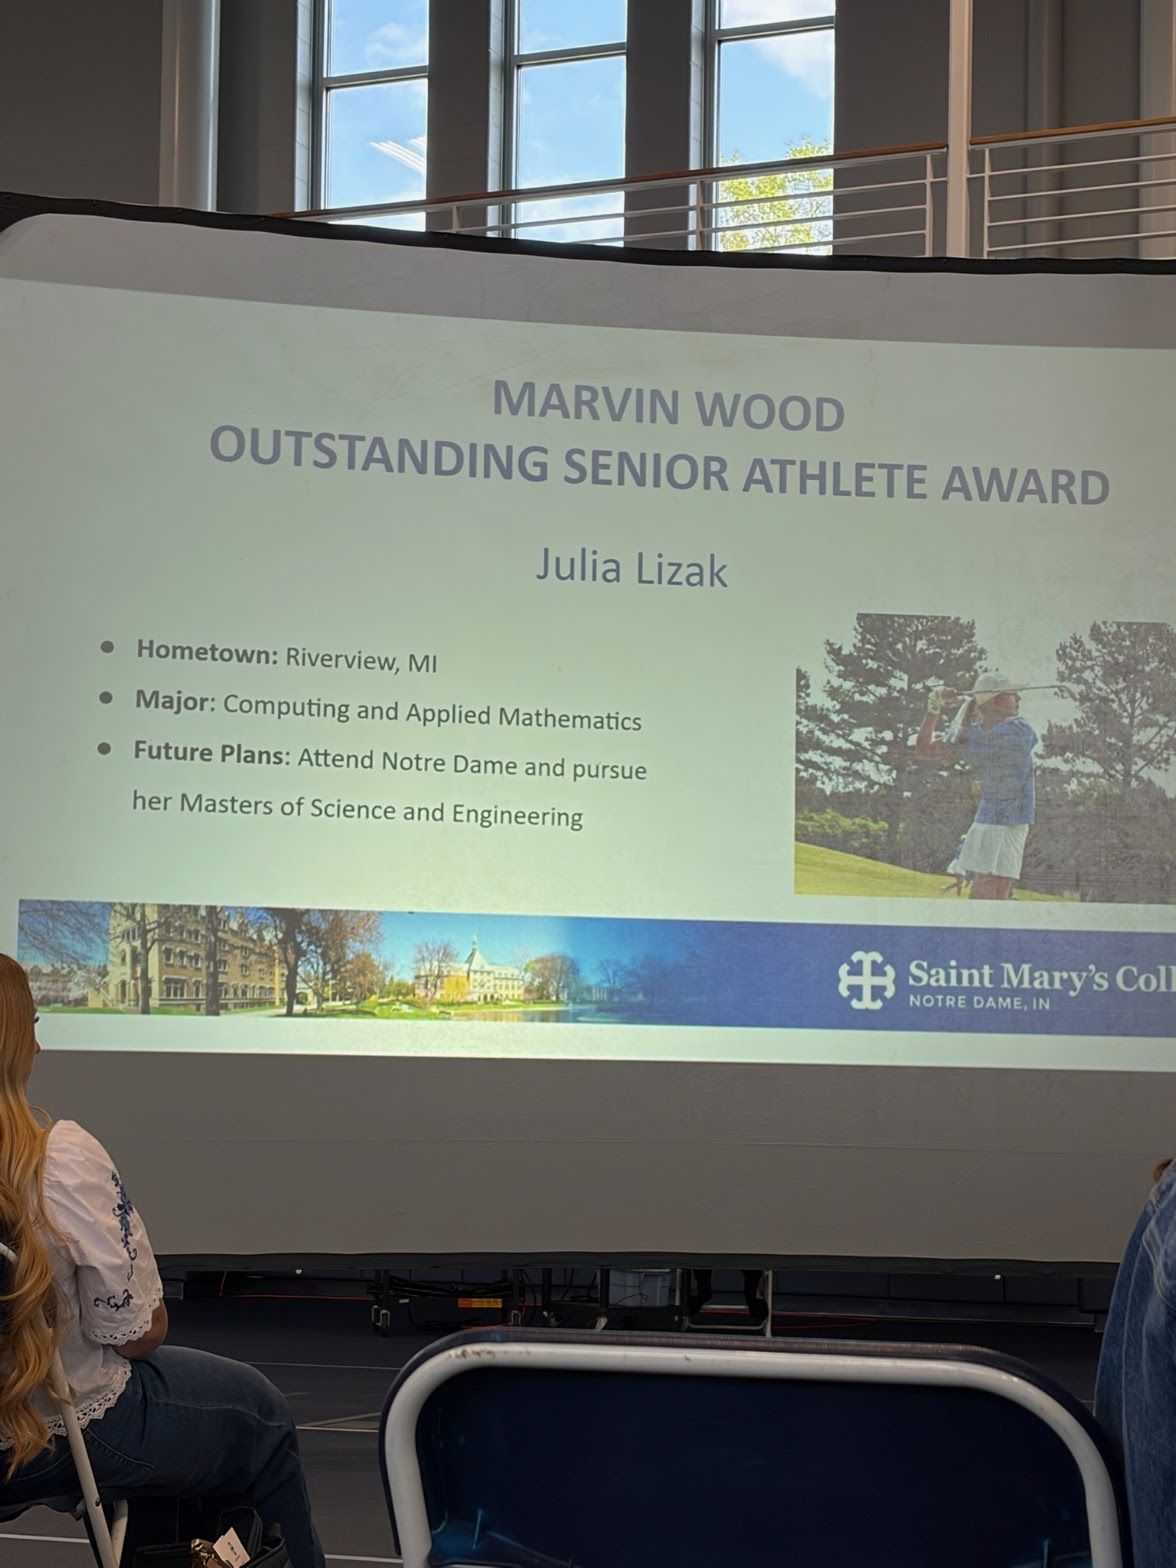 MARVIN WOOD
OUTSTANDING SENIOR ATHLETE AWARD
Julia Lizak
• Hometown: Riverview, MI
• Major: Computing and Applied Mathematics
• Future Plans: Attend Notre Dame and pursue
her Masters of Science and Engineering
Saint Mary's Coll
NOTRE DAME, IN